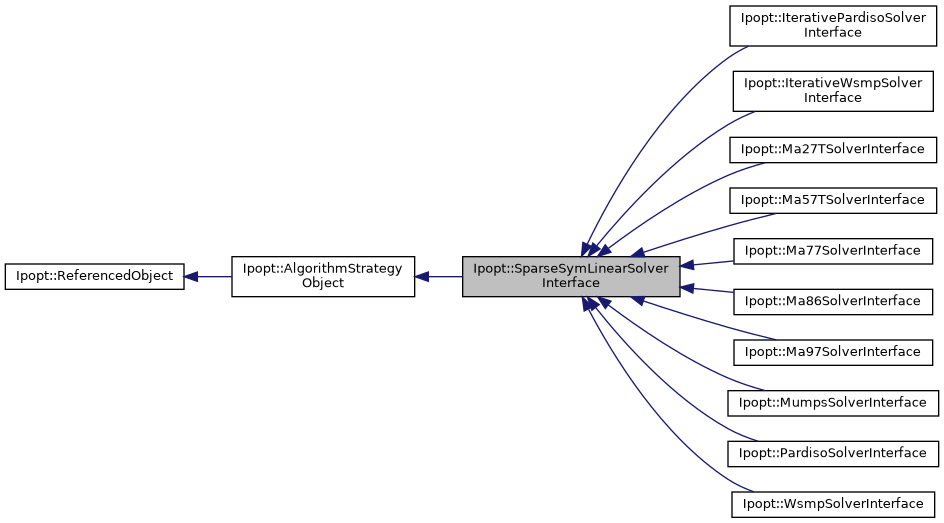 Ipopt::IterativePardisoSolver
Interface
Ipopt::IterativeWsmpSolver
Interface
Ipopt::Ma27TSolverInterface
Ipopt::Ma57TSolverInterface
Ipopt::Ma77SolverInterface
Ipopt::ReferencedObject
Ipopt::AlgorithmStrategy
Object
Ipopt::SparseSymLinearSolver
Interface
Ipopt::Ma86SolverInterface
Ipopt::Ma97SolverInterface
Ipopt::MumpsSolverInterface
Ipopt::PardisoSolverInterface
Ipopt::WsmpSolverInterface